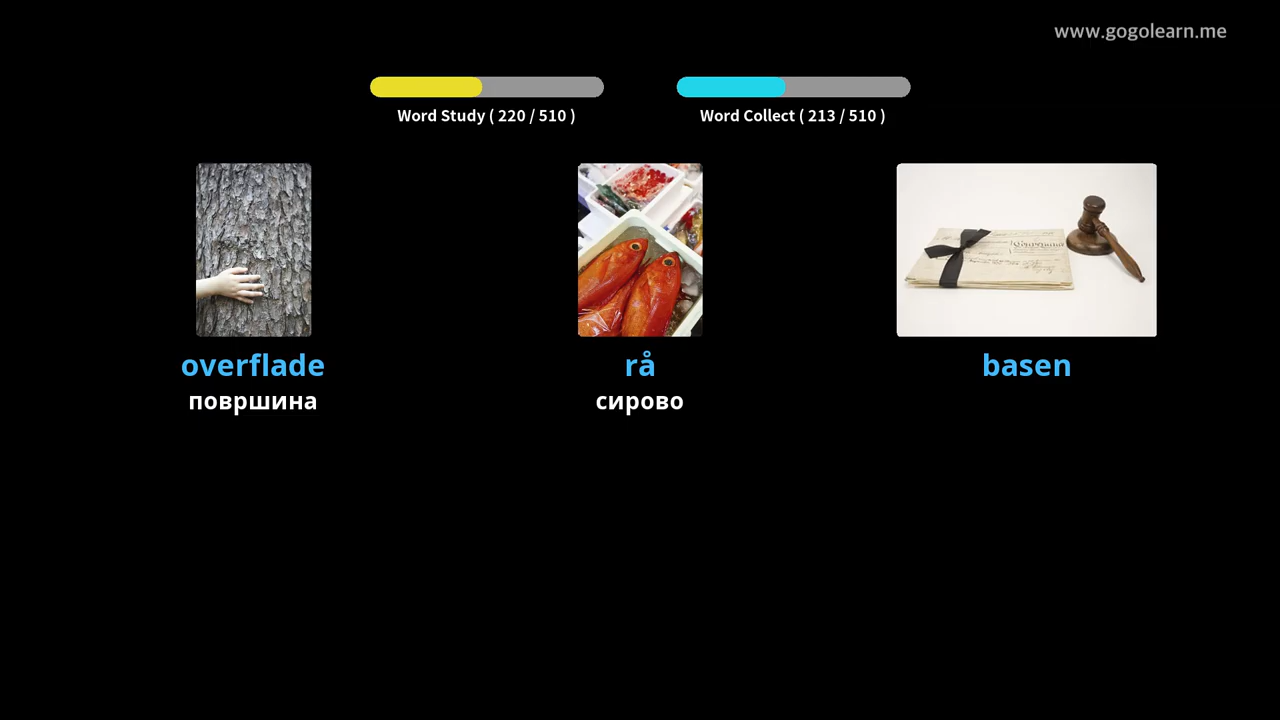 www.gogolearn.me
Word Study ( 220 / 510 )
Word Collect ( 213 / 510 )
overflade
површина
rå
сирово
basen